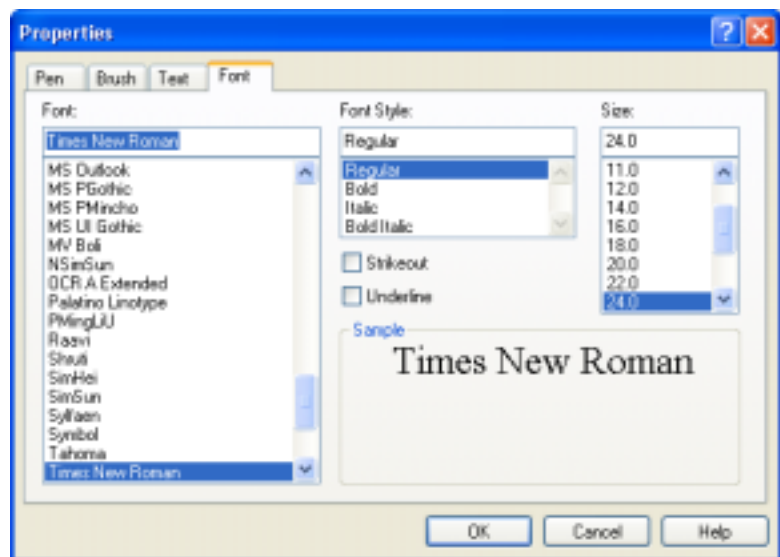 Properties
Pen Brush Text Font
Font: Font Style: Size:
Times New Roman Regular 24.0
MS Outlook Regular 11.0
MS PGothic Bold 12.0
MS PMincho Italic 14.0
MS UI Gothic Bold Italic 16.0
MV Boli 18.0
NSimSun 20.0
OCR A Extended Strikeout 22.0
Palatino Linotype Underline 24.0
PMingLiU
Raavi
Shruti
SimHei
SimSun
Sylfaen
Symbol
Tahoma
Times New Roman
Sample
Times New Roman
OK Cancel Help